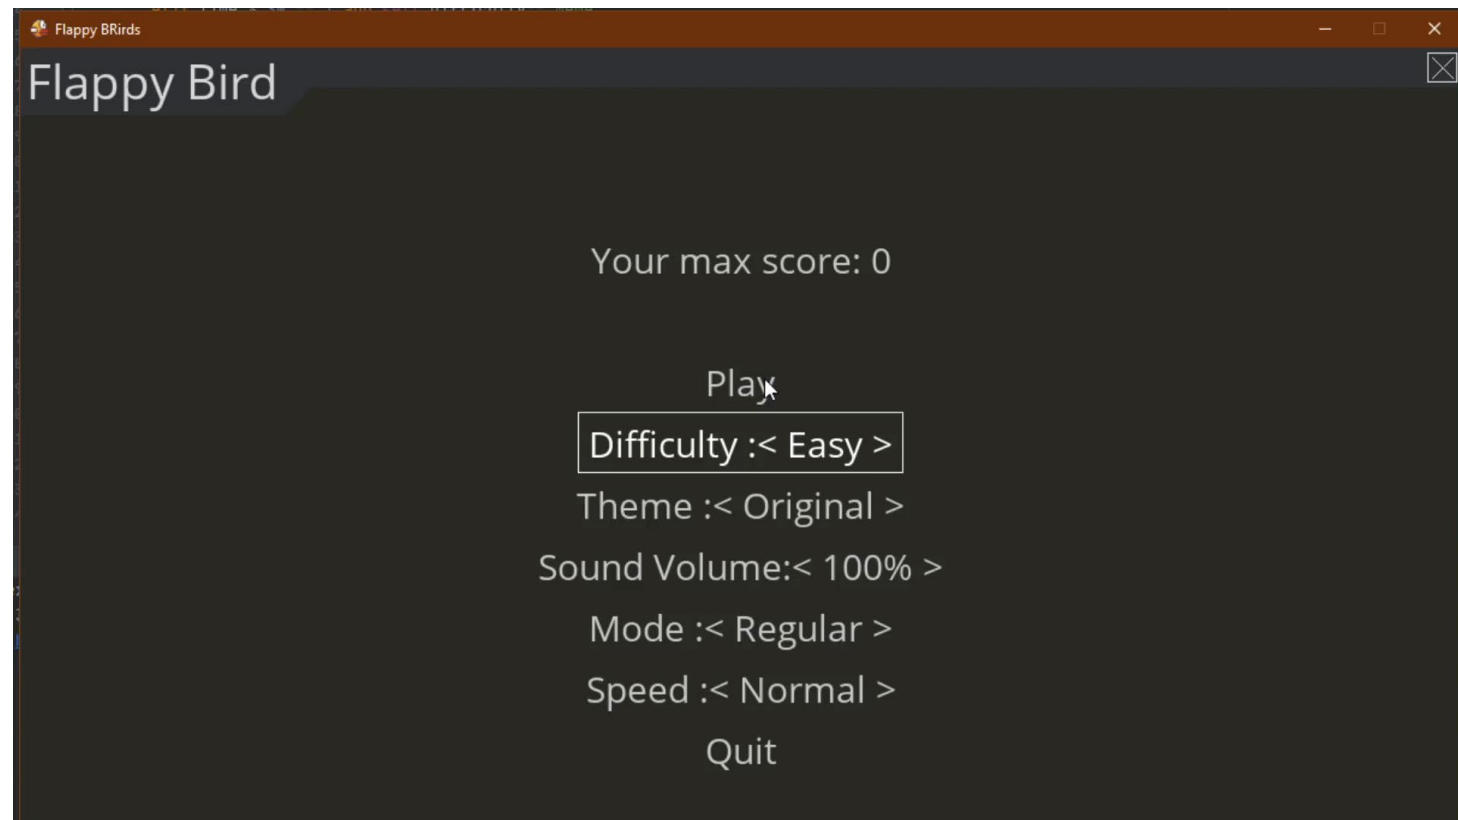 Flappy BRirds
Flappy Bird
Your max score: 0
Play
Difficulty :< Easy >
Theme :< Original >
Sound Volume:< 100% >
Mode :< Regular >
Speed :< Normal >
Quit